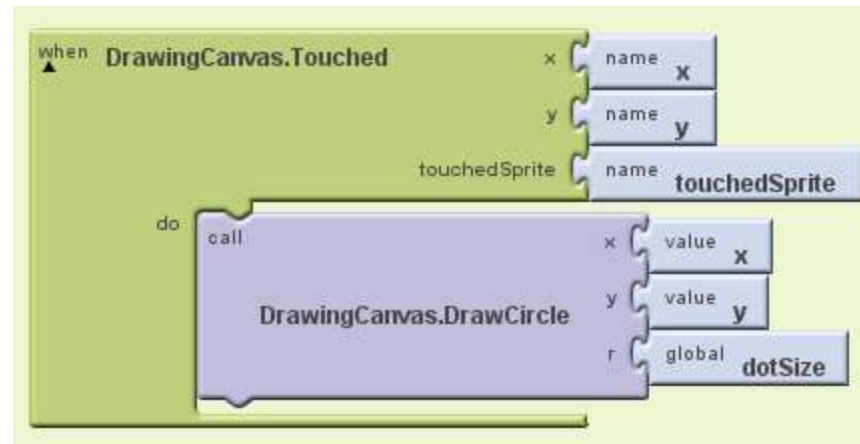 when DrawingCanvas.Touched x name x
y name y
touchedSprite name touchedSprite
do call x value x
DrawingCanvas.DrawCircle y value y
r global dotSize